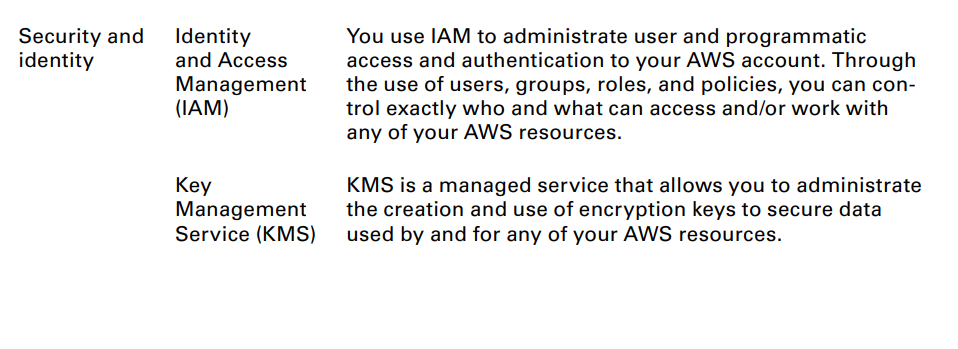 Security and identity
Identity and Access Management (IAM)
You use IAM to administrate user and programmatic
access and authentication to your AWS account. Through
the use of users, groups, roles, and policies, you can con-
trol exactly who and what can access and/or work with
any of your AWS resources.
Key Management Service (KMS)
KMS is a managed service that allows you to administrate
the creation and use of encryption keys to secure data
used by and for any of your AWS resources.